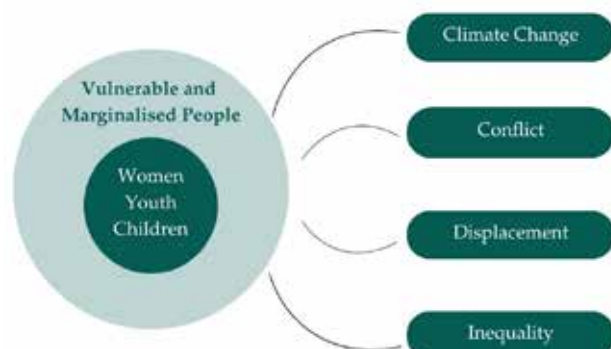 Vulnerable and
Marginalised People
Women
Youth
Children
Climate Change
Conflict
Displacement
Inequality